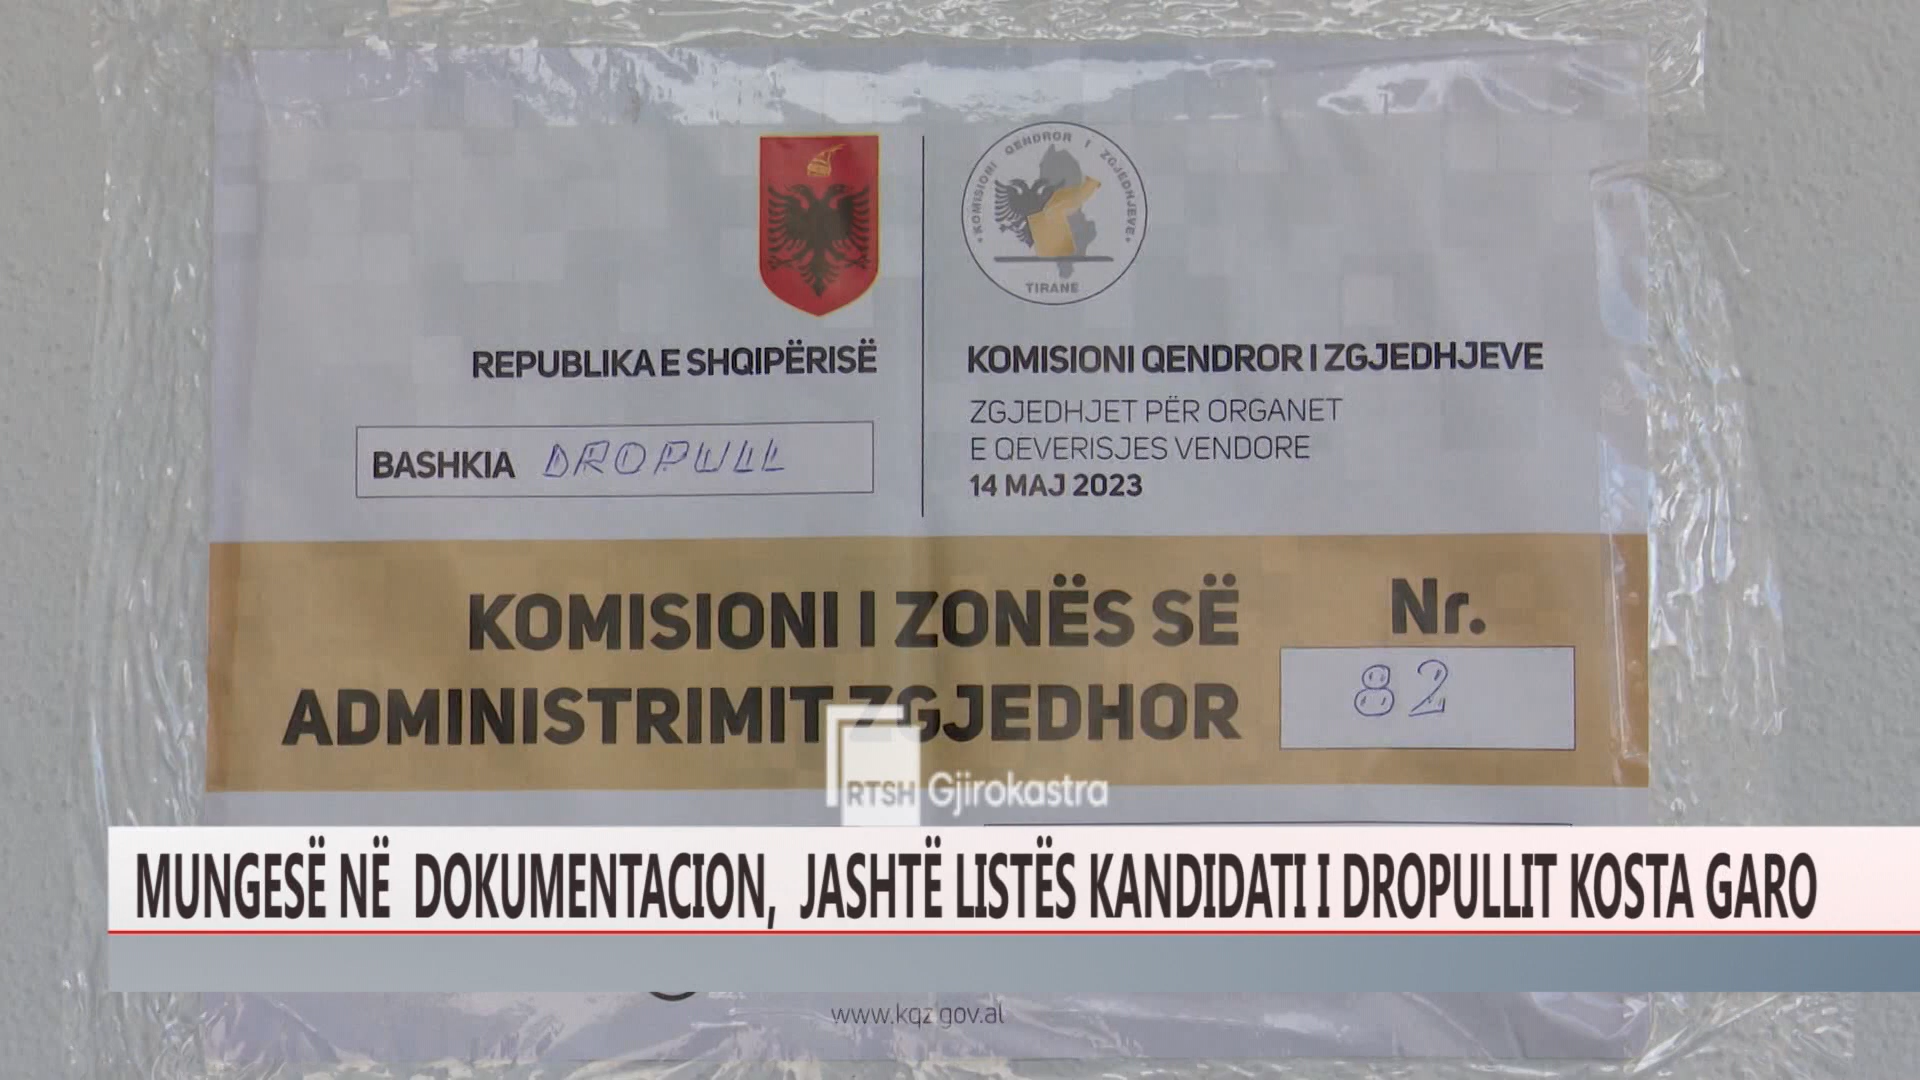 KOMISIONI QENDROR I ZGJEDHJEVE
TIRANE
REPUBLIKA E SHQIPËRISË
BASHKIA DROPULL
KOMISIONI QENDROR I ZGJEDHJEVE
ZGJEDHJET PËR ORGANET
E QEVERISJES VENDORE
14 MAJ 2023
KOMISIONI I ZONËS SË
ADMINISTRIMIT ZGJEDHOR
Nr.
82
RTSH Gjirokastra
MUNGESË NË DOKUMENTACION, JASHTË LISTËS KANDIDATI I DROPULLIT KOSTA GARO
www.kqz.gov.al